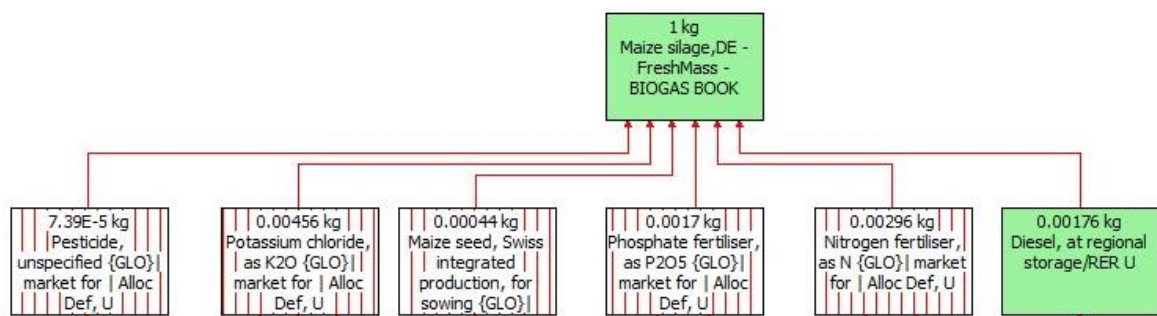 1 kg
Maize silage,DE -
FreshMass -
BIOGAS BOOK
7.39E-5 kg
Pesticide,
unspecified {GLO}|
market for | Alloc
Def, U
0.00456 kg
Potassium chloride,
as K2O {GLO}|
market for | Alloc
Def, U
0.00044 kg
Maize seed, Swiss
integrated
production, for
sowing {GLO}|
0.0017 kg
Phosphate fertiliser,
as P2O5 {GLO}|
market for | Alloc
Def, U
0.00296 kg
Nitrogen fertiliser,
as N {GLO}| market
for | Alloc Def, U
0.00176 kg
Diesel, at regional
storage/RER U